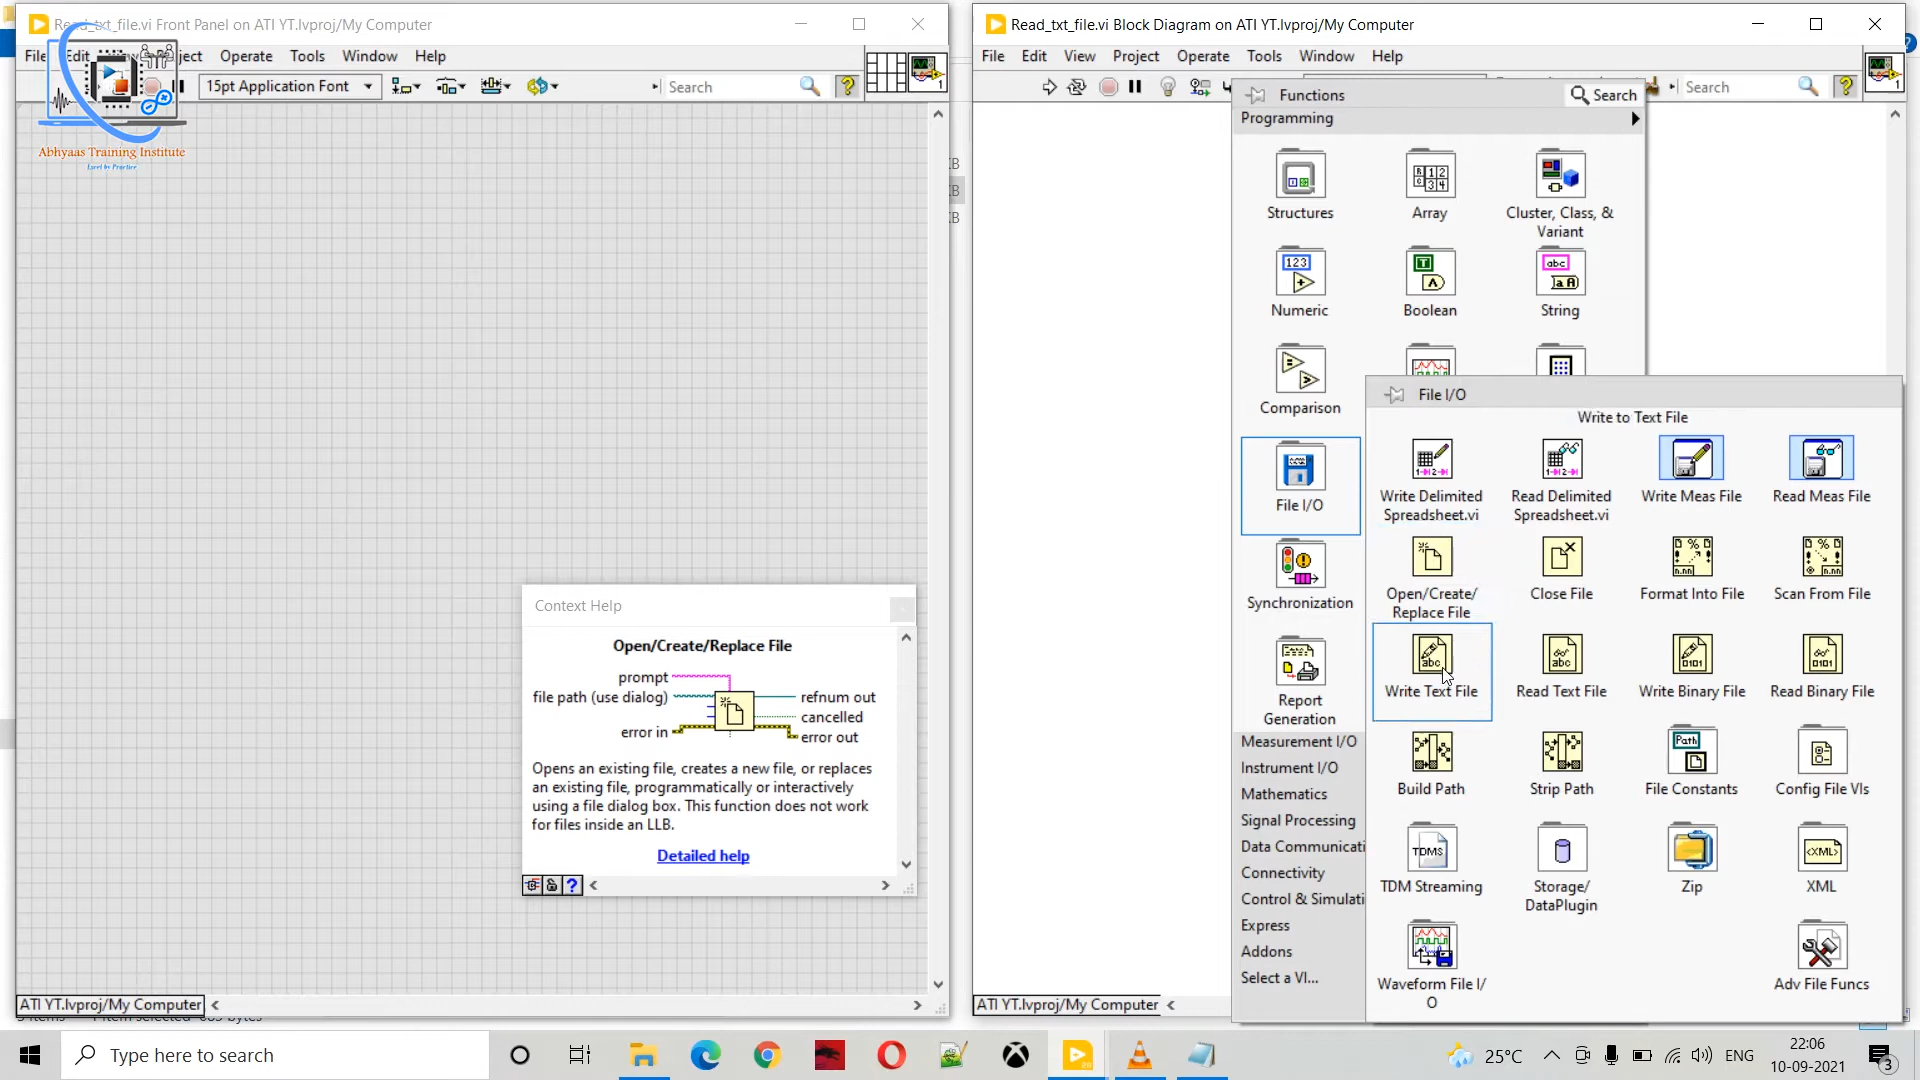 Read_txt_file.vi Front Panel on ATI YT.lvproj/My Computer
File Edit View Project Operate Tools Window Help
15pt Application Font
Search
Abhyaas Training Institute
Excel by Practice
Context Help
Open/Create/Replace File
prompt
file path (use dialog)
error in
refnum out
cancelled
error out
Opens an existing file, creates a new file, or replaces
an existing file, programmatically or interactively
using a file dialog box. This function does not work
for files inside an LLB.
Detailed help
ATI YT.lvproj/My Computer
Read_txt_file.vi Block Diagram on ATI YT.lvproj/My Computer
File Edit View Project Operate Tools Window Help
Search
Functions
Search
Programming
Structures
Array
Cluster, Class, &
Variant
Numeric
Boolean
String
Comparison
File I/O
Synchronization
Report
Generation
Measurement I/O
Instrument I/O
Mathematics
Signal Processing
Data Communicati
Connectivity
Control & Simulati
Express
Addons
Select a VI...
File I/O
Write to Text File
Write Delimited
Spreadsheet.vi
Read Delimited
Spreadsheet.vi
Write Meas File
Read Meas File
Open/Create/
Replace File
Close File
Format Into File
Scan From File
Write Text File
Read Text File
Write Binary File
Read Binary File
Build Path
Strip Path
File Constants
Config File VIs
TDM Streaming
Storage/
DataPlugin
Zip
XML
Waveform File I/
O
Adv File Funcs
ATI YT.lvproj/My Computer
Type here to search
25°C
ENG
22:06
10-09-2021
3